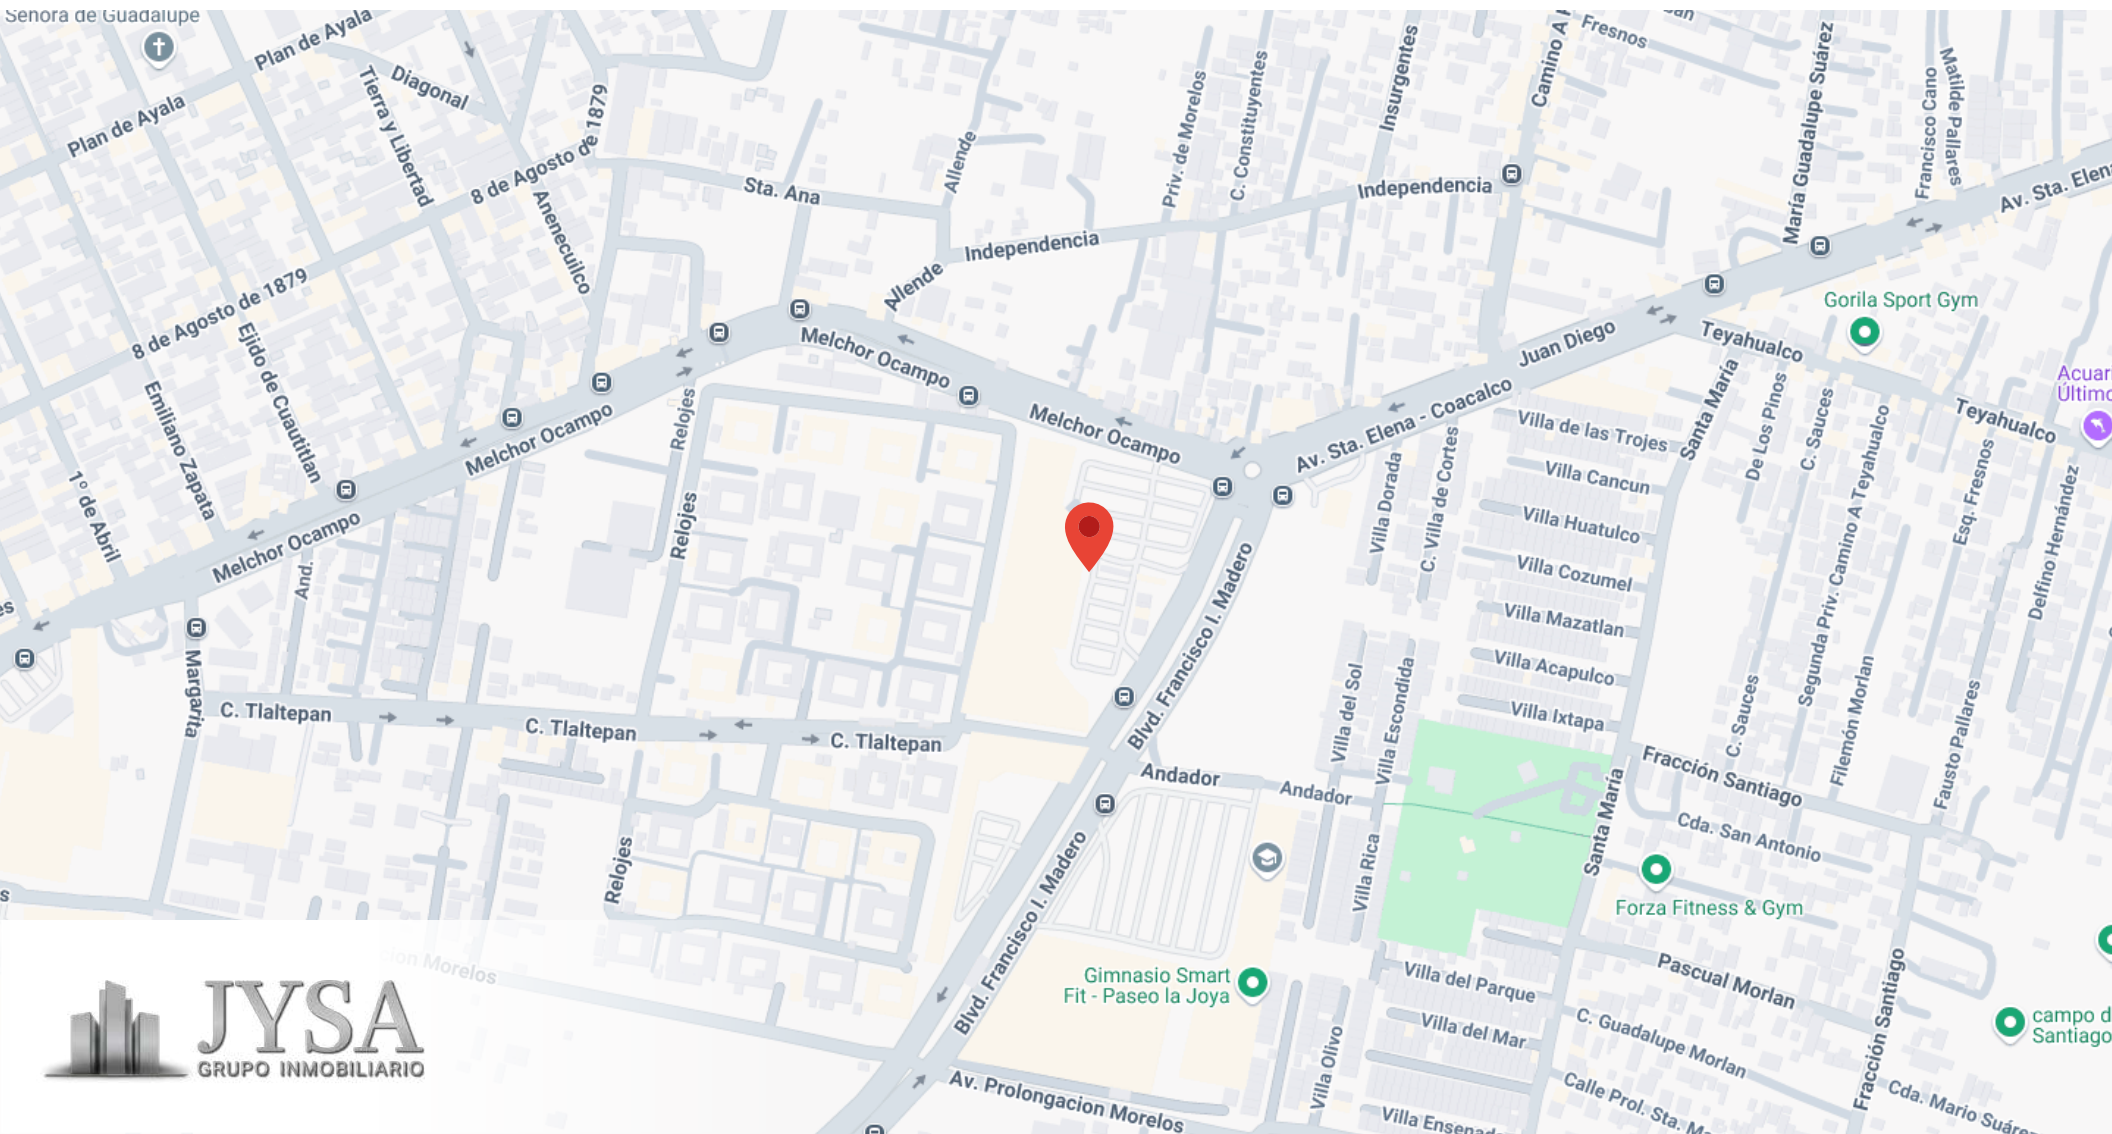 Señora de Guadalupe
Plan de Ayala
Plan de Ayala
Diagonal
Tierra y Libertad
8 de Agosto de 1879
Anenecuilco
Sta. Ana
Allende
Allende
Independencia
Independencia
Priv. de Morelos
C. Constituyentes
Insurgentes
Fresnos
María Guadalupe Suárez
Francisco Cano
Matilde Pallares
8 de Agosto de 1879
Ejido de Cuautitlan
Emiliano Zapata
1° de Abril
Melchor Ocampo
Melchor Ocampo
Melchor Ocampo
Melchor Ocampo
Av. Sta. Elena - Coacalco
Juan Diego
Teyahualco
Teyahualco
Gorila Sport Gym
Santa María
De Los Pinos
C. Sauces
Segunda Priv. Camino A Teyahualco
Esq. Fresnos
Delfino Hernández
Relojes
Relojes
Relojes
And.
Margarita
C. Tlaltepan
C. Tlaltepan
C. Tlaltepan
Blvd. Francisco I. Madero
Blvd. Francisco I. Madero
Villa Dorada
C. Villa de Cortes
Villa de las Trojes
Villa Cancun
Villa Huatulco
Villa Cozumel
Villa Mazatlan
Villa Acapulco
Villa Ixtapa
Villa del Sol
Villa Escondida
Andador
Andador
Villa Rica
Santa María
Fracción Santiago
Cda. San Antonio
C. Sauces
Filemón Morlan
Fausto Pallares
Forza Fitness & Gym
Pascual Morlan
Fracción Santiago
C. Guadalupe Morlan
Villa del Parque
Villa del Mar
Villa Olivo
Gimnasio Smart
Fit - Paseo la Joya
Av. Prolongacion Morelos
JYSA
GRUPO INMOBILIARIO